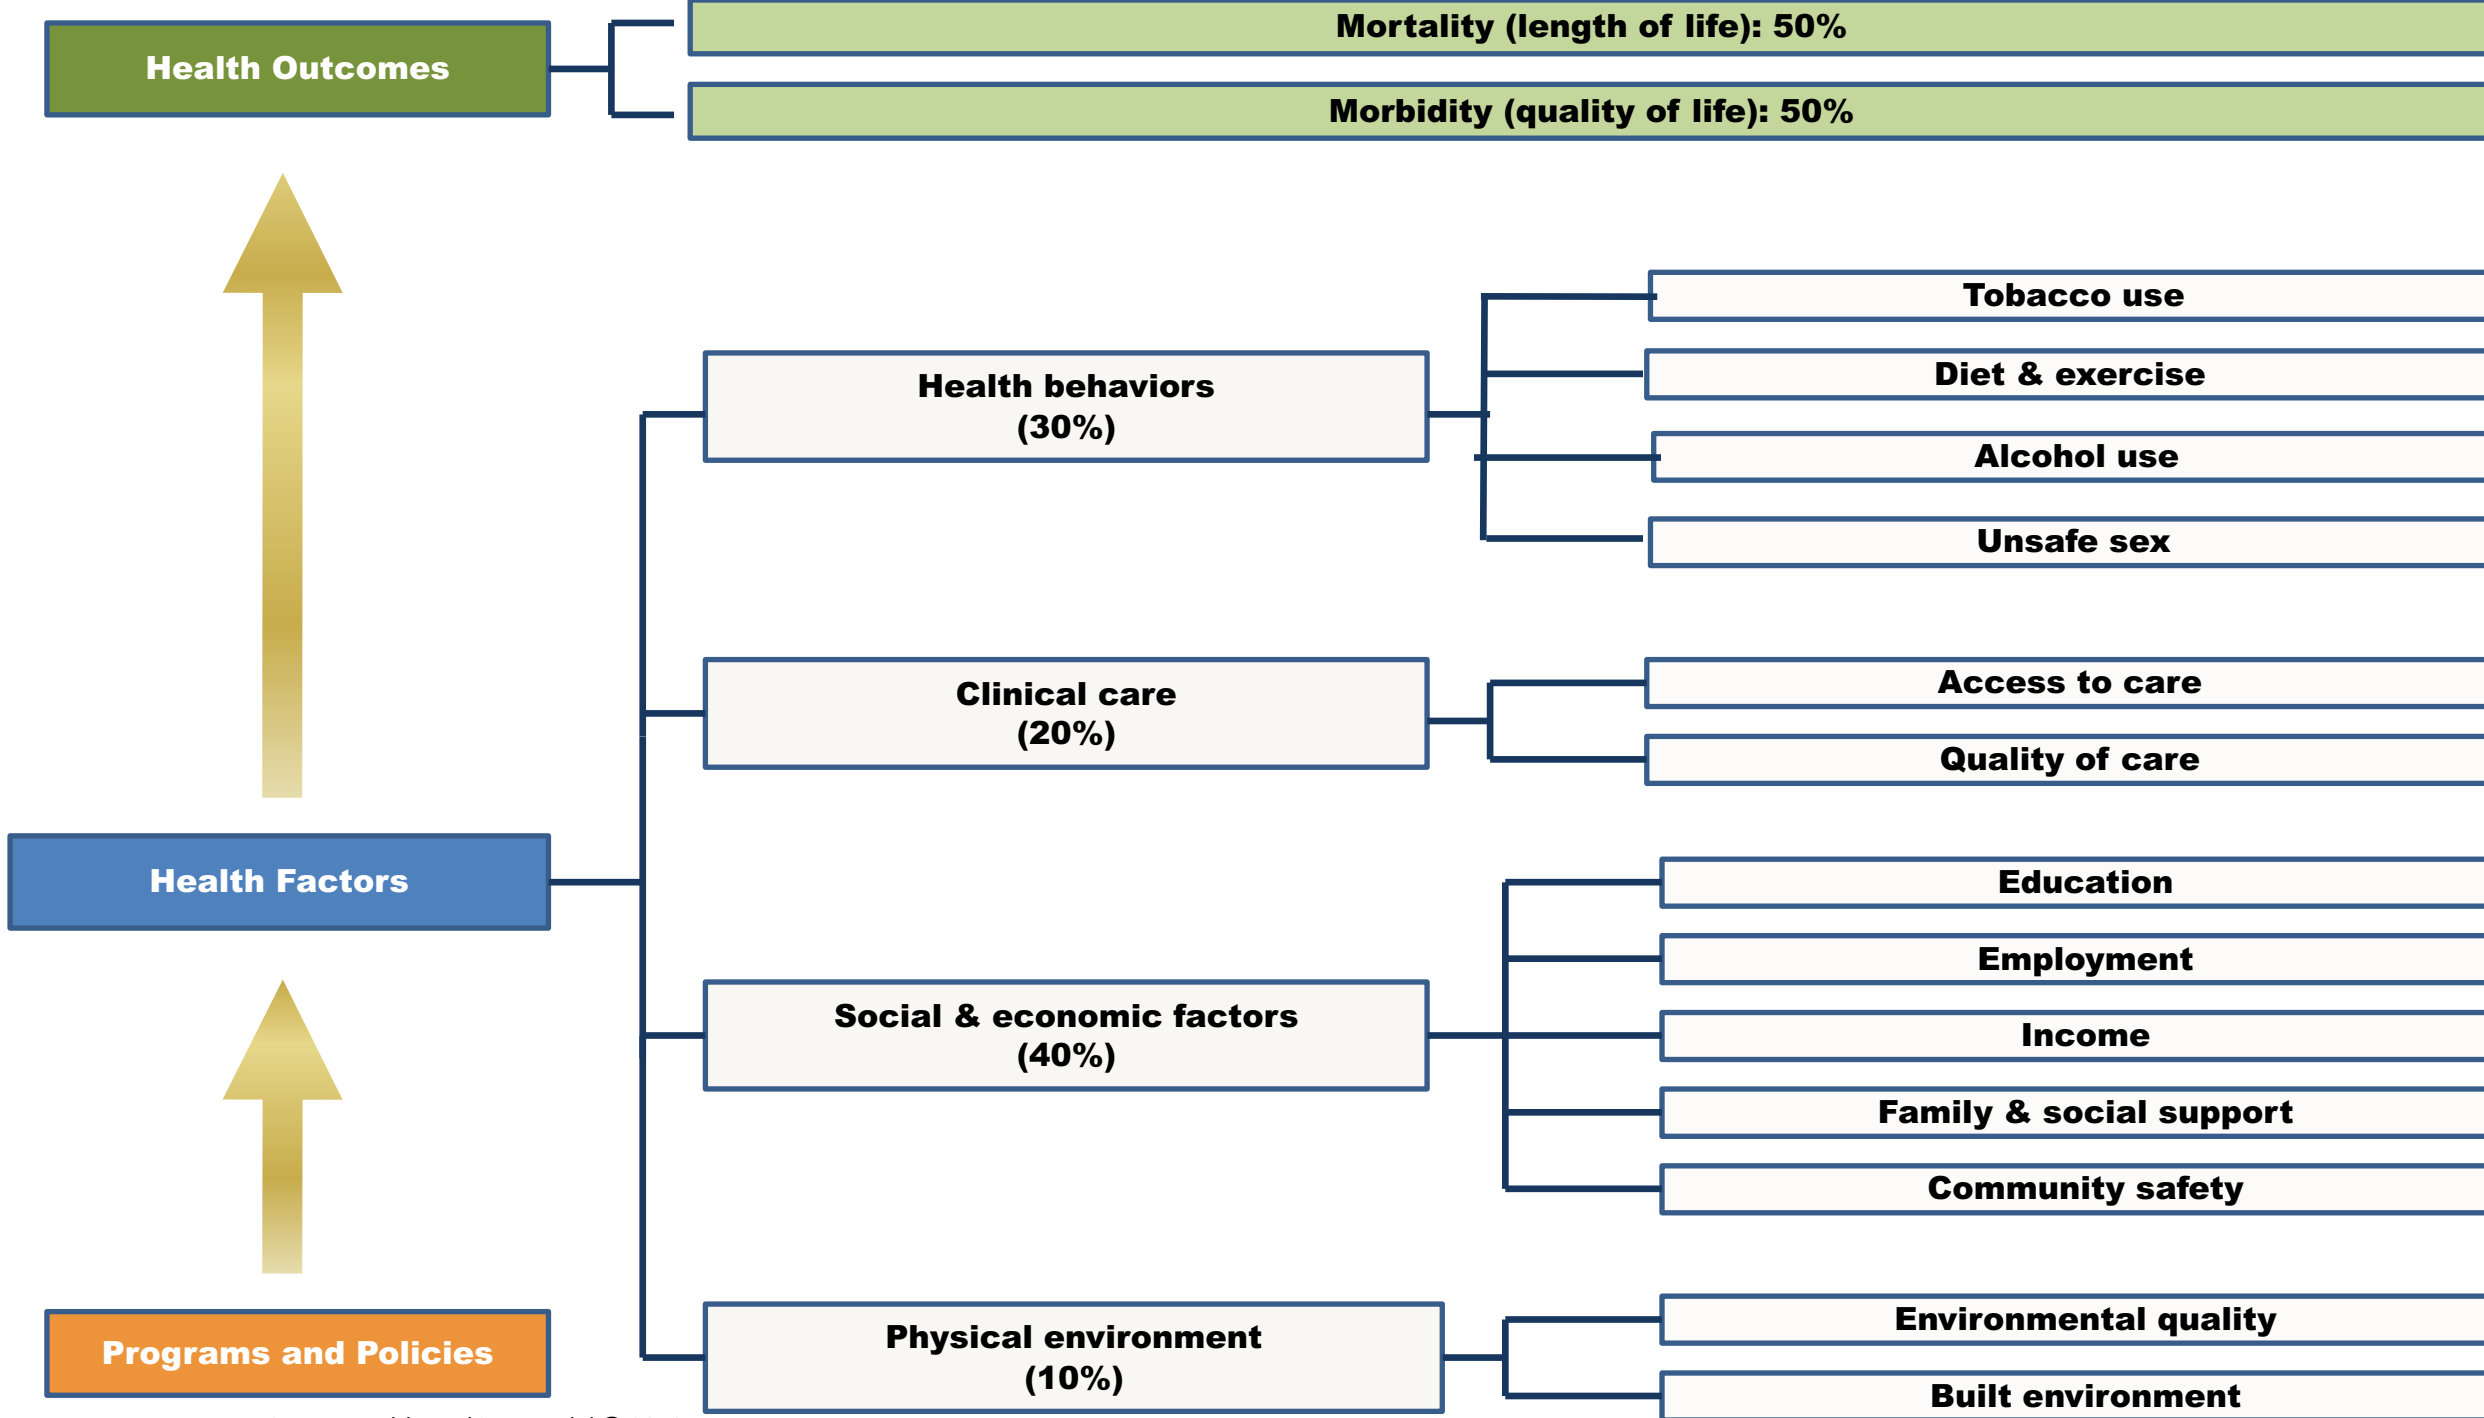 Mortality (length of life): 50%
Health Outcomes
Morbidity (quality of life): 50%
Tobacco use
Health behaviors
(30%)
Diet & exercise
Alcohol use
Unsafe sex
Clinical care
(20%)
Access to care
Quality of care
Health Factors
Education
Employment
Social & economic factors
(40%)
Income
Family & social support
Community safety
Programs and Policies
Physical environment
(10%)
Environmental quality
Built environment